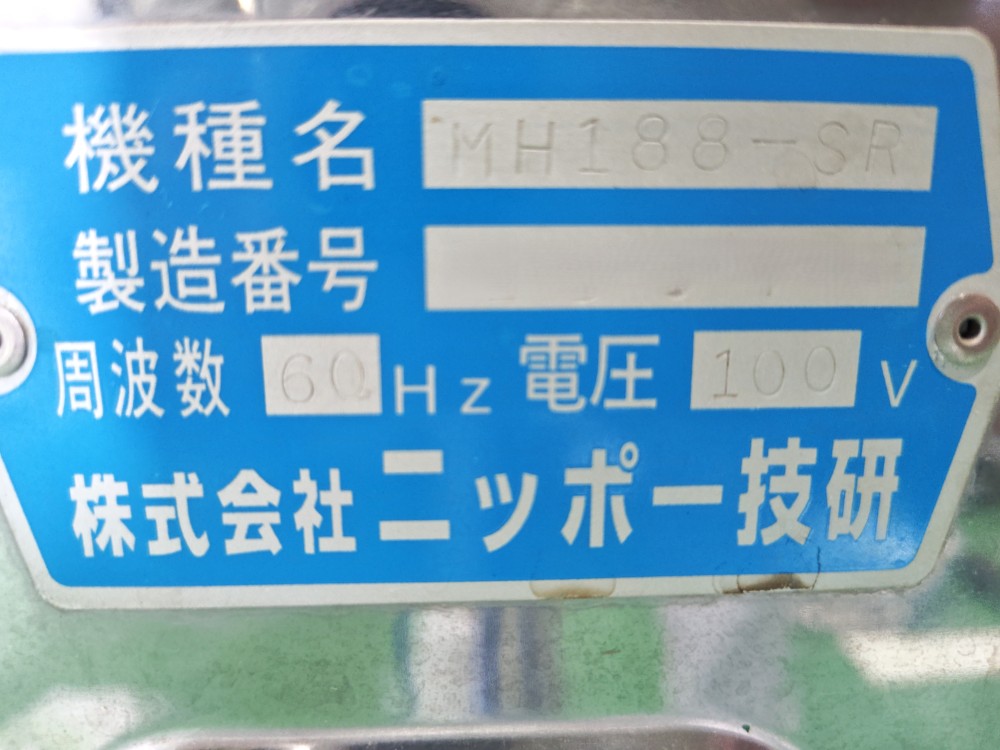 機種名 MH188-SR
製造番号
周波数 60 Hz 電圧 100 V
株式会社ニッポー技研